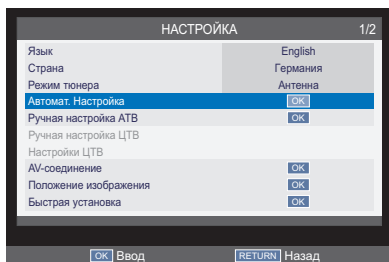 НАСТРОЙКА 1/2
Язык English
Страна Германия
Режим тюнера Антенна
Автомат. Настройка OK
Ручная настройка АТВ OK
Ручная настройка ЦТВ
Настройки ЦТВ
AV-соединение OK
Положение изображения OK
Быстрая установка OK
OK Ввод RETURN Назад